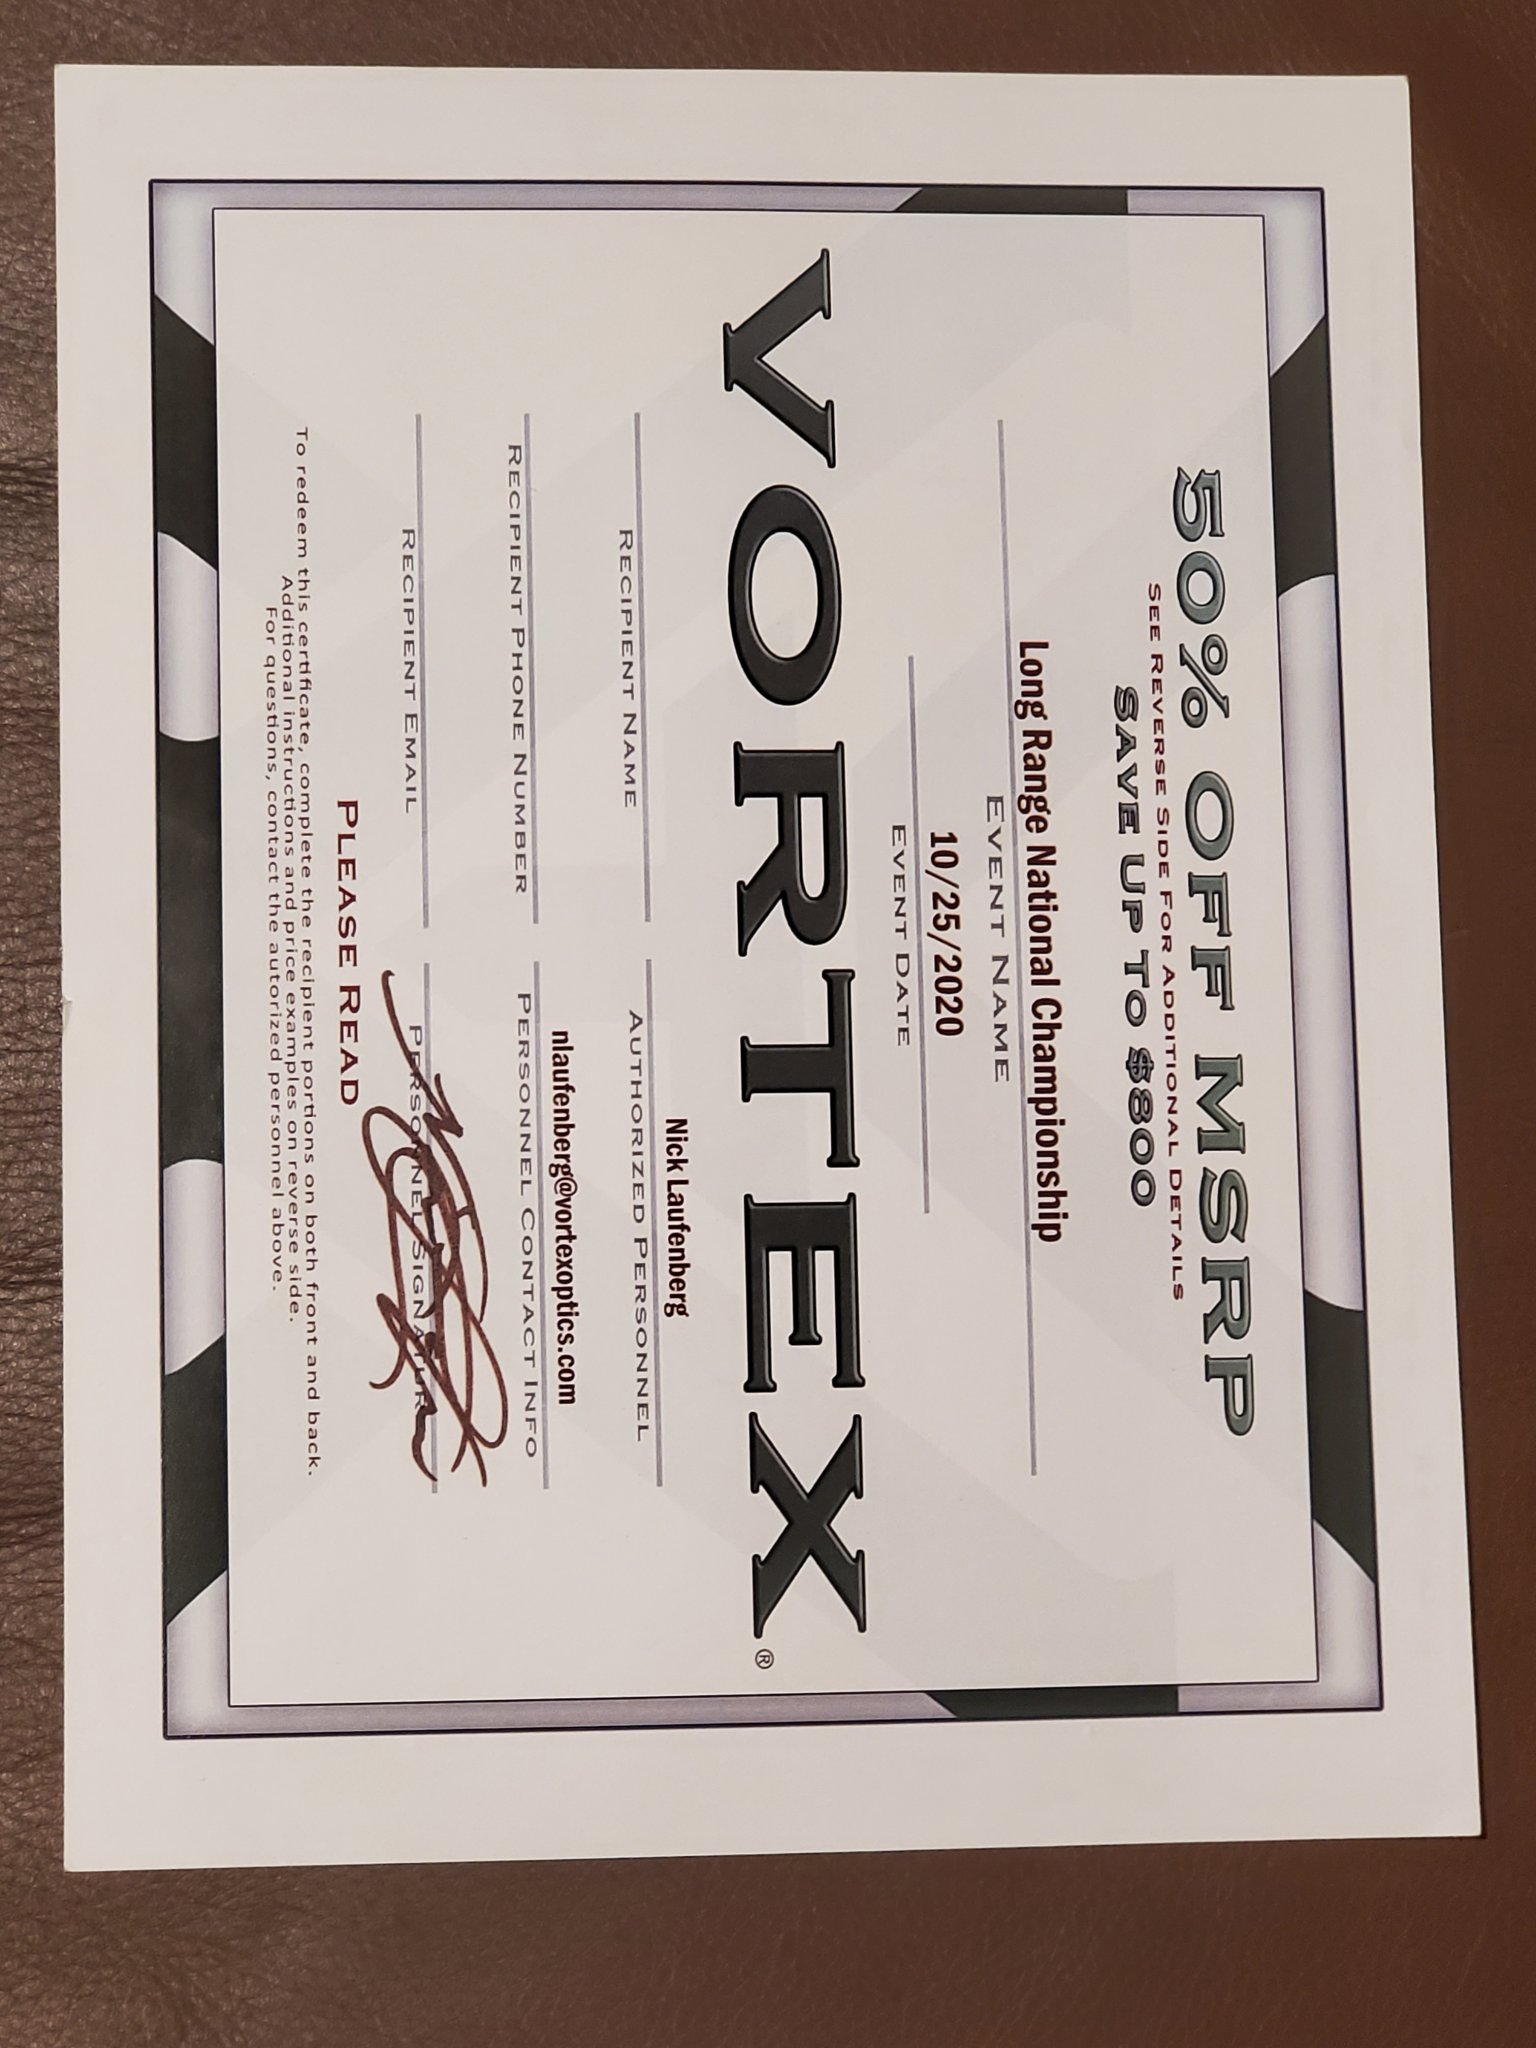 50% OFF MSRP
SEE REVERSE SIDE FOR ADDITIONAL DETAILS
SAVE UP TO $800
Long Range National Championship
EVENT NAME
10/25/2020
EVENT DATE
VORTEX®
Nick Laufenberg
RECIPIENT NAME AUTHORIZED PERSONNEL
nlaufenberg@vortexoptics.com
RECIPIENT PHONE NUMBER PERSONNEL CONTACT INFO
RECIPIENT EMAIL PERSONNEL SIGNATURE
PLEASE READ
To redeem this certificate, complete the recipient portions on both front and back.
Additional instructions and price examples on reverse side.
For questions, contact the autorized personnel above.